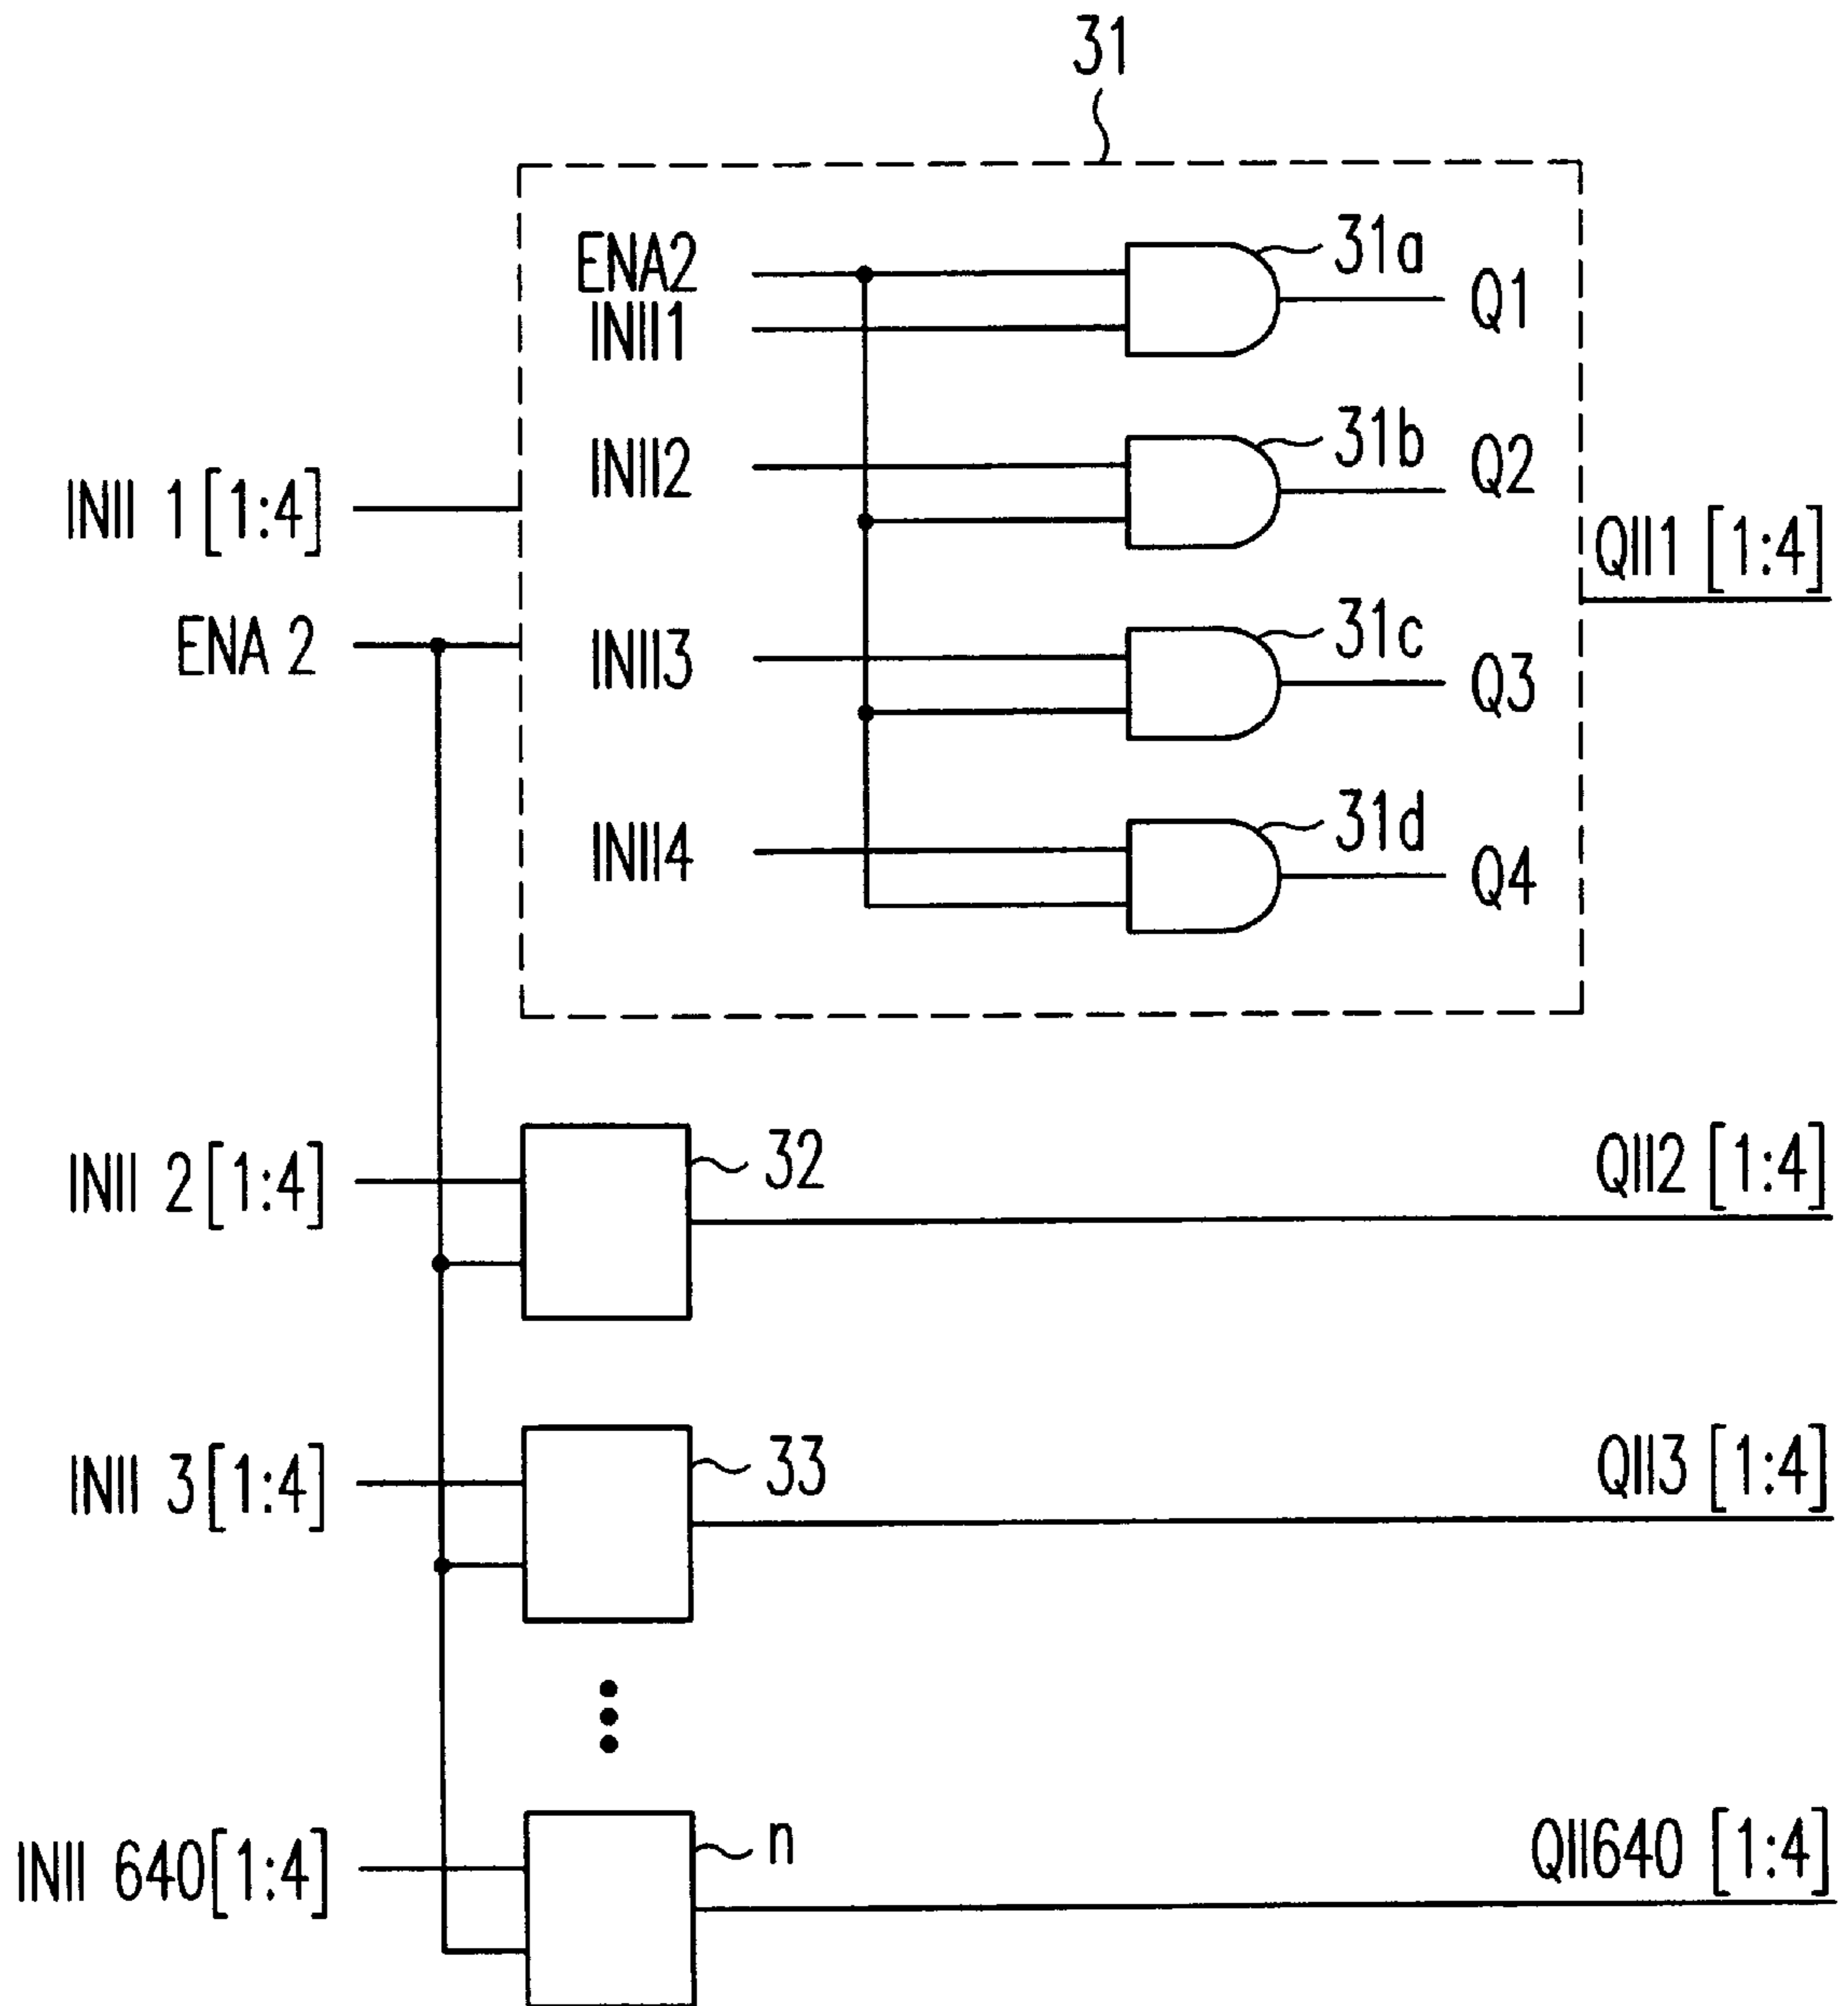 31
ENA2
31a
Q1
INII1
INII2
31b
Q2
INII 1 [1:4]
QII1 [1:4]
ENA 2
INII3
31c
Q3
INII4
31d
Q4
INII 2 [1:4]
32
QII2 [1:4]
INII 3 [1:4]
33
QII3 [1:4]
INII 640 [1:4]
n
QII640 [1:4]